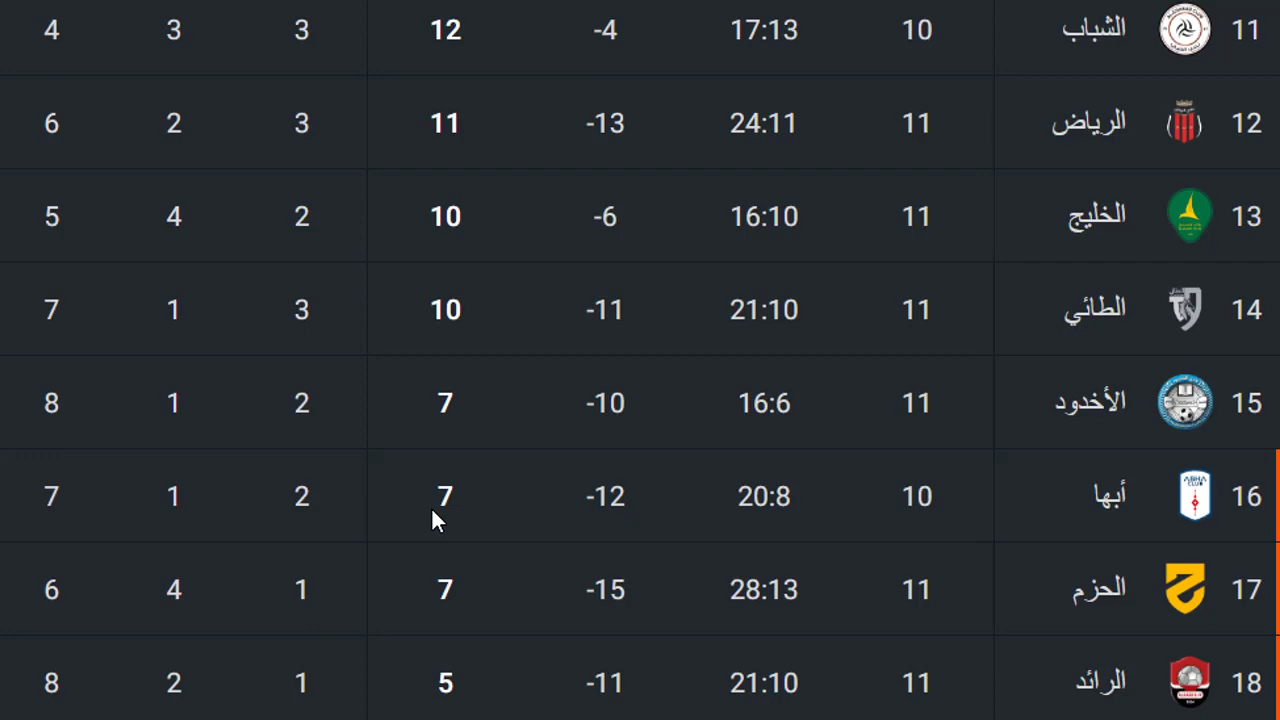 11 الشباب 10 17:13 -4 12 3 3 4
12 الرياض 11 24:11 -13 11 3 2 6
13 الخليج 11 16:10 -6 10 2 4 5
14 الطائي 11 21:10 -11 10 3 1 7
15 الأخدود 11 16:6 -10 7 2 1 8
16 ABHA CLUB أبها 10 20:8 -12 7 2 1 7
17 الحزم 11 28:13 -15 7 1 4 6
18 الرائد 11 21:10 -11 5 1 2 8